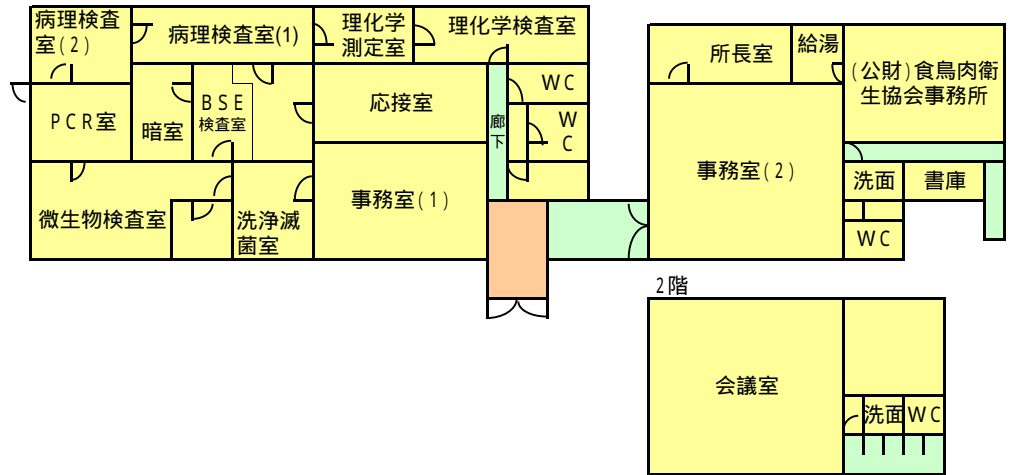 病理検査
室(2)
病理検査室(1)
理化学
測定室
理化学検査室
PCR室
暗室
BSE
検査室
応接室
廊
下
WC
W
C
微生物検査室
洗浄滅
菌室
事務室(1)
所長室
給湯
(公財)食鳥肉衛
生協会事務所
事務室(2)
洗面
書庫
WC
2階
会議室
洗面
WC